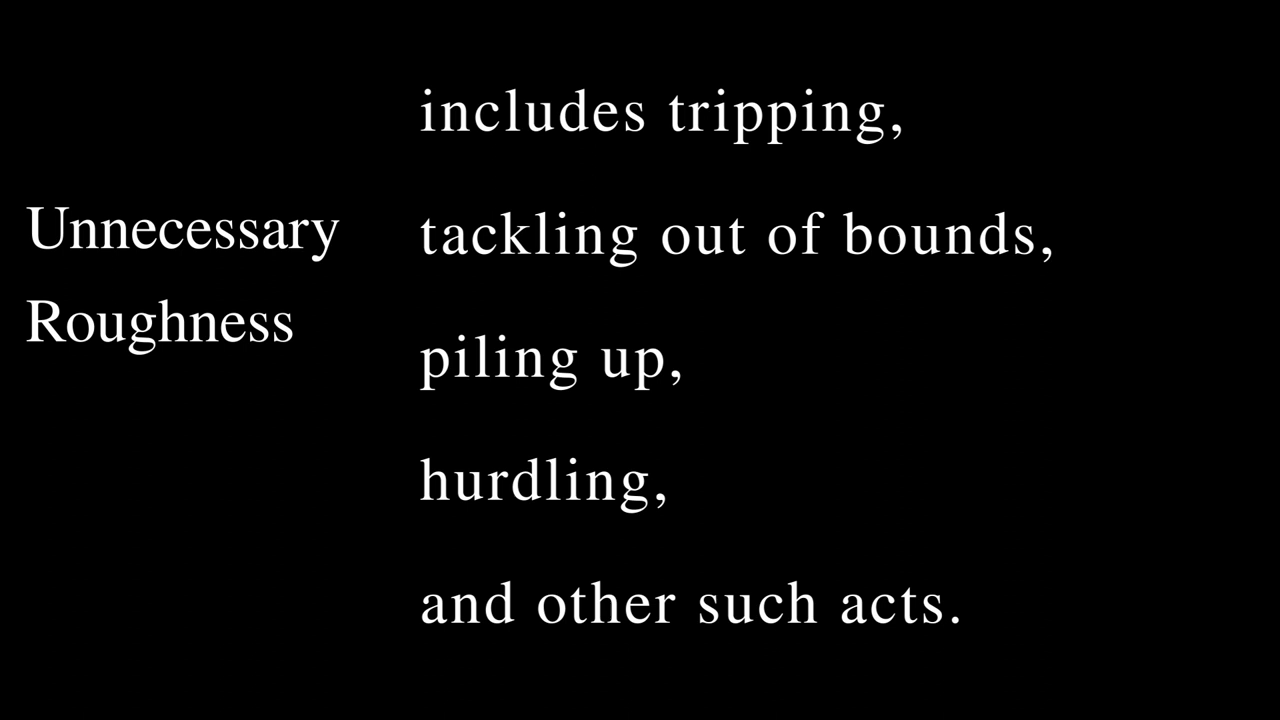 Unnecessary
Roughness
includes tripping,
tackling out of bounds,
piling up,
hurdling,
and other such acts.